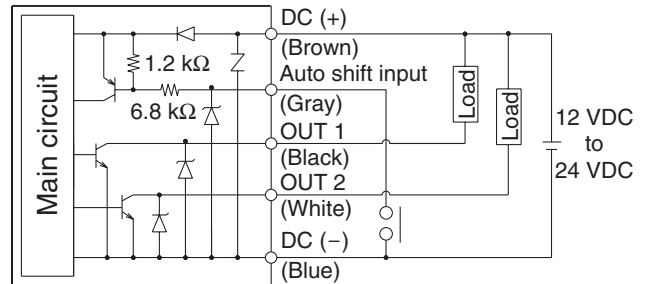 DC (+)
(Brown)
1.2 kΩ
Auto shift input
6.8 kΩ
(Gray)
Main circuit
OUT 1
(Black)
OUT 2
(White)
DC (−)
(Blue)
Load
Load
12 VDC
to
24 VDC